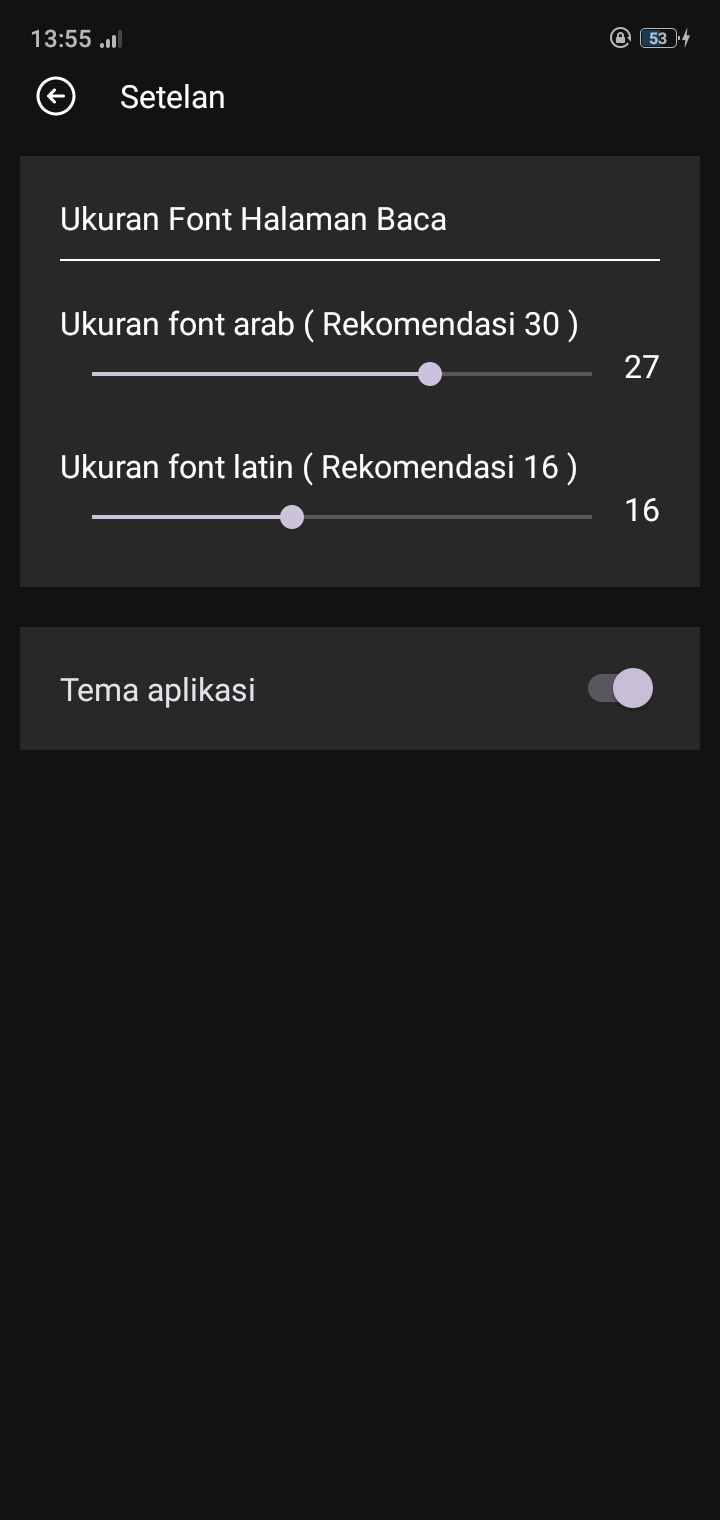 13:55
53
Setelan
Ukuran Font Halaman Baca
Ukuran font arab ( Rekomendasi 30 )
27
Ukuran font latin ( Rekomendasi 16 )
16
Tema aplikasi